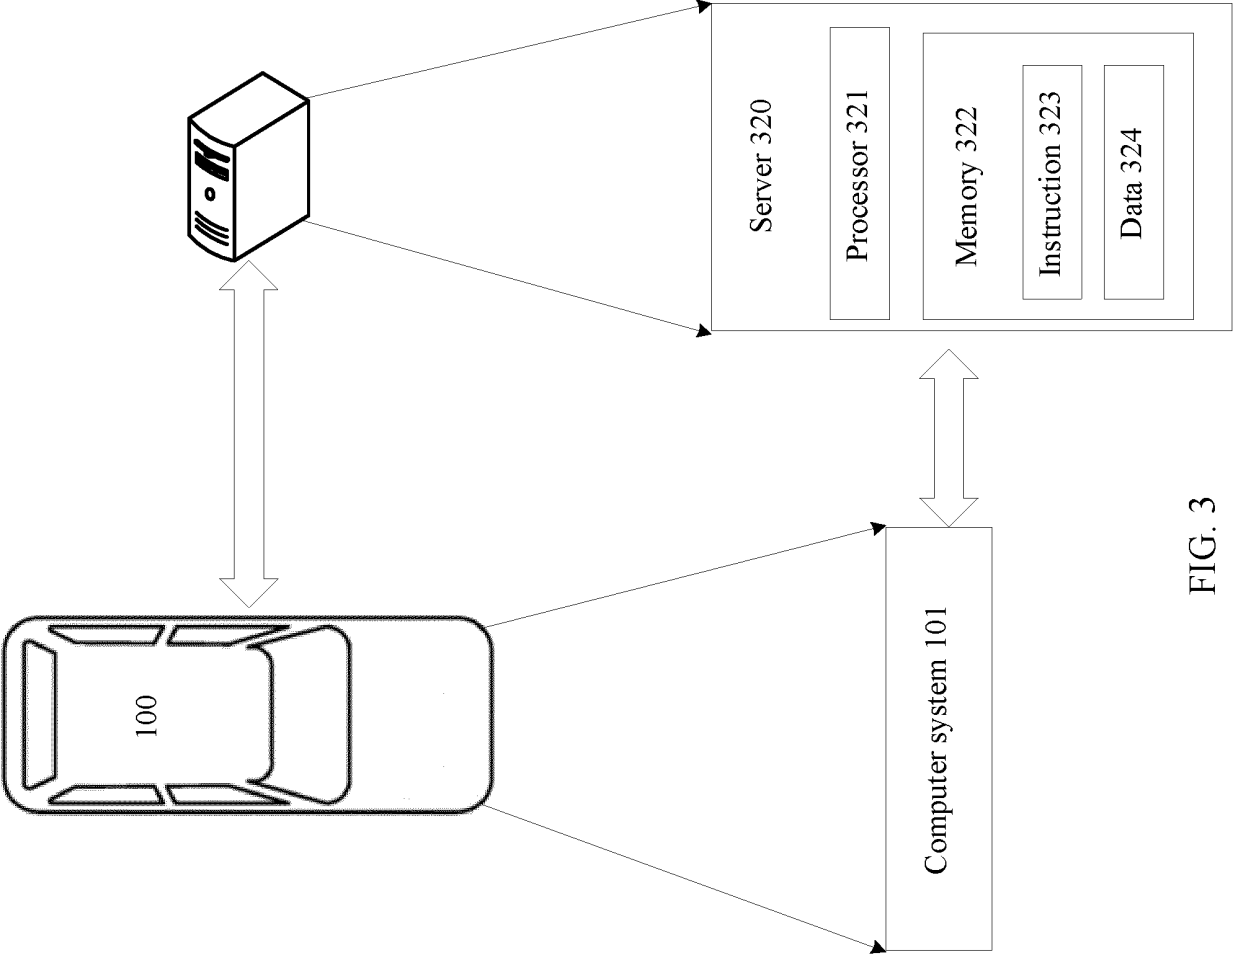 100
Computer system 101
Server 320
Processor 321
Memory 322
Instruction 323
Data 324
FIG. 3